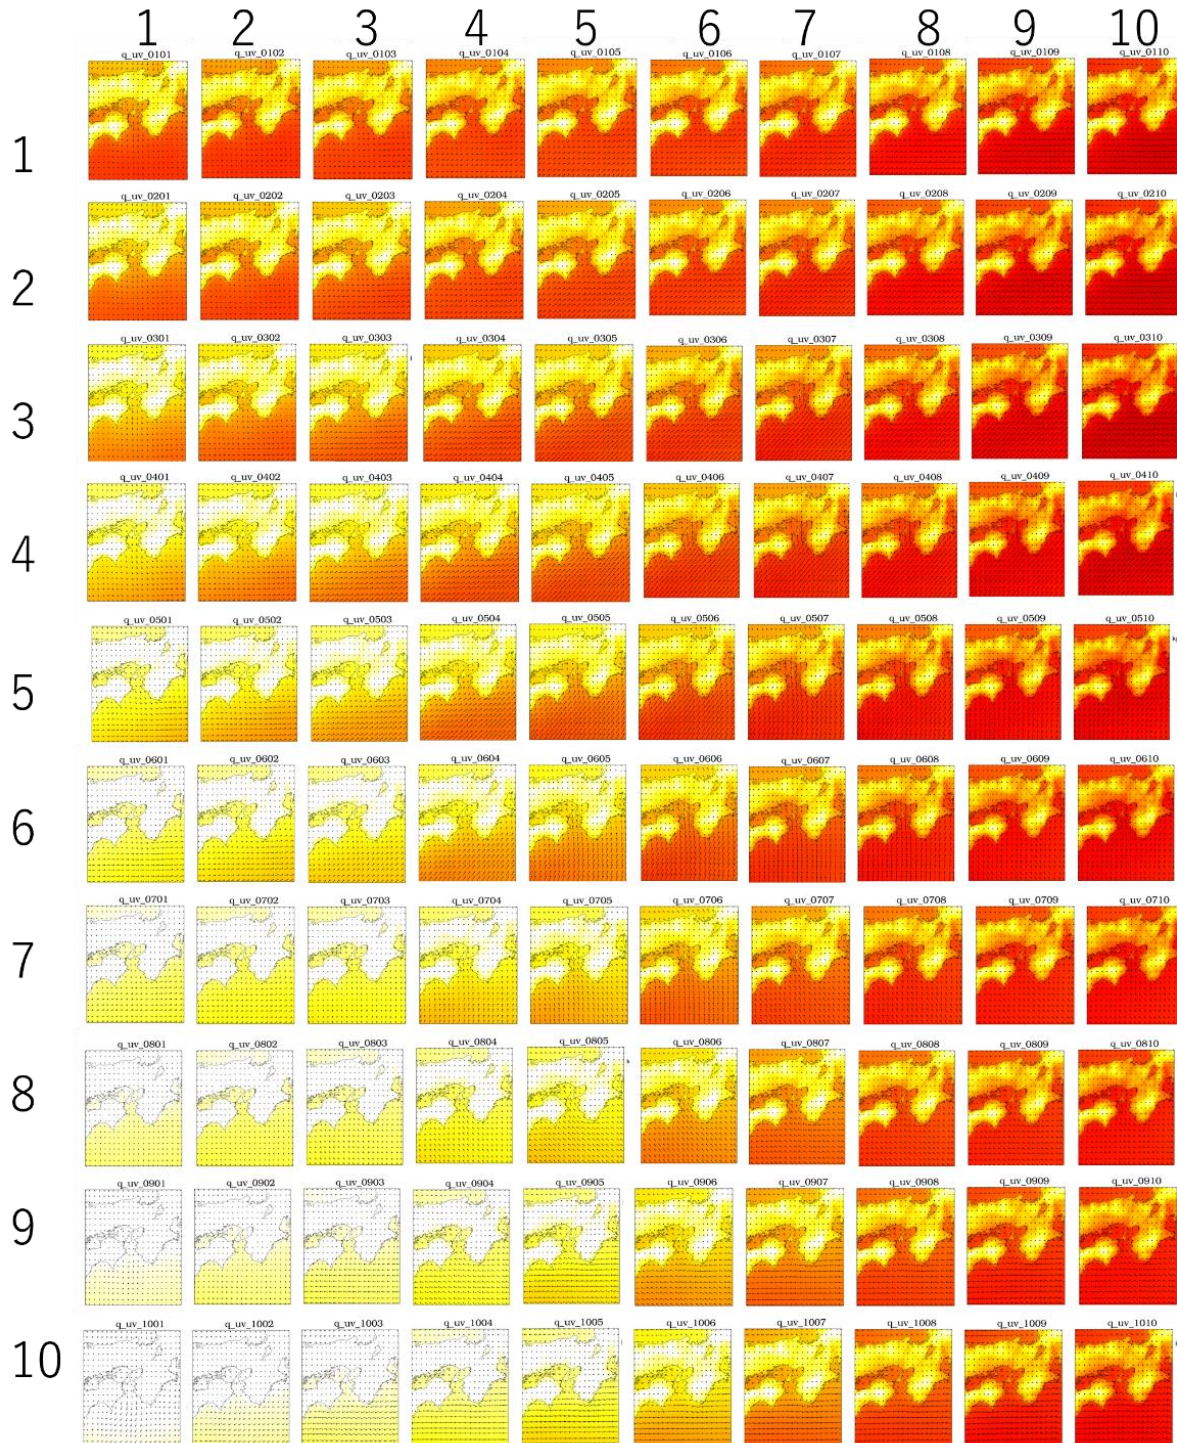 1 2 3 4 5 6 7 8 9 10
q_uv_0101 q_uv_0102 q_uv_0103 q_uv_0104 q_uv_0105 q_uv_0106 q_uv_0107 q_uv_0108 q_uv_0109 q_uv_0110
1
q_uv_0201 q_uv_0202 q_uv_0203 q_uv_0204 q_uv_0205 q_uv_0206 q_uv_0207 q_uv_0208 q_uv_0209 q_uv_0210
2
q_uv_0301 q_uv_0302 q_uv_0303 q_uv_0304 q_uv_0305 q_uv_0306 q_uv_0307 q_uv_0308 q_uv_0309 q_uv_0310
3
q_uv_0401 q_uv_0402 q_uv_0403 q_uv_0404 q_uv_0405 q_uv_0406 q_uv_0407 q_uv_0408 q_uv_0409 q_uv_0410
4
q_uv_0501 q_uv_0502 q_uv_0503 q_uv_0504 q_uv_0505 q_uv_0506 q_uv_0507 q_uv_0508 q_uv_0509 q_uv_0510
5
q_uv_0601 q_uv_0602 q_uv_0603 q_uv_0604 q_uv_0605 q_uv_0606 q_uv_0607 q_uv_0608 q_uv_0609 q_uv_0610
6
q_uv_0701 q_uv_0702 q_uv_0703 q_uv_0704 q_uv_0705 q_uv_0706 q_uv_0707 q_uv_0708 q_uv_0709 q_uv_0710
7
q_uv_0801 q_uv_0802 q_uv_0803 q_uv_0804 q_uv_0805 q_uv_0806 q_uv_0807 q_uv_0808 q_uv_0809 q_uv_0810
8
q_uv_0901 q_uv_0902 q_uv_0903 q_uv_0904 q_uv_0905 q_uv_0906 q_uv_0907 q_uv_0908 q_uv_0909 q_uv_0910
9
q_uv_1001 q_uv_1002 q_uv_1003 q_uv_1004 q_uv_1005 q_uv_1006 q_uv_1007 q_uv_1008 q_uv_1009 q_uv_1010
10